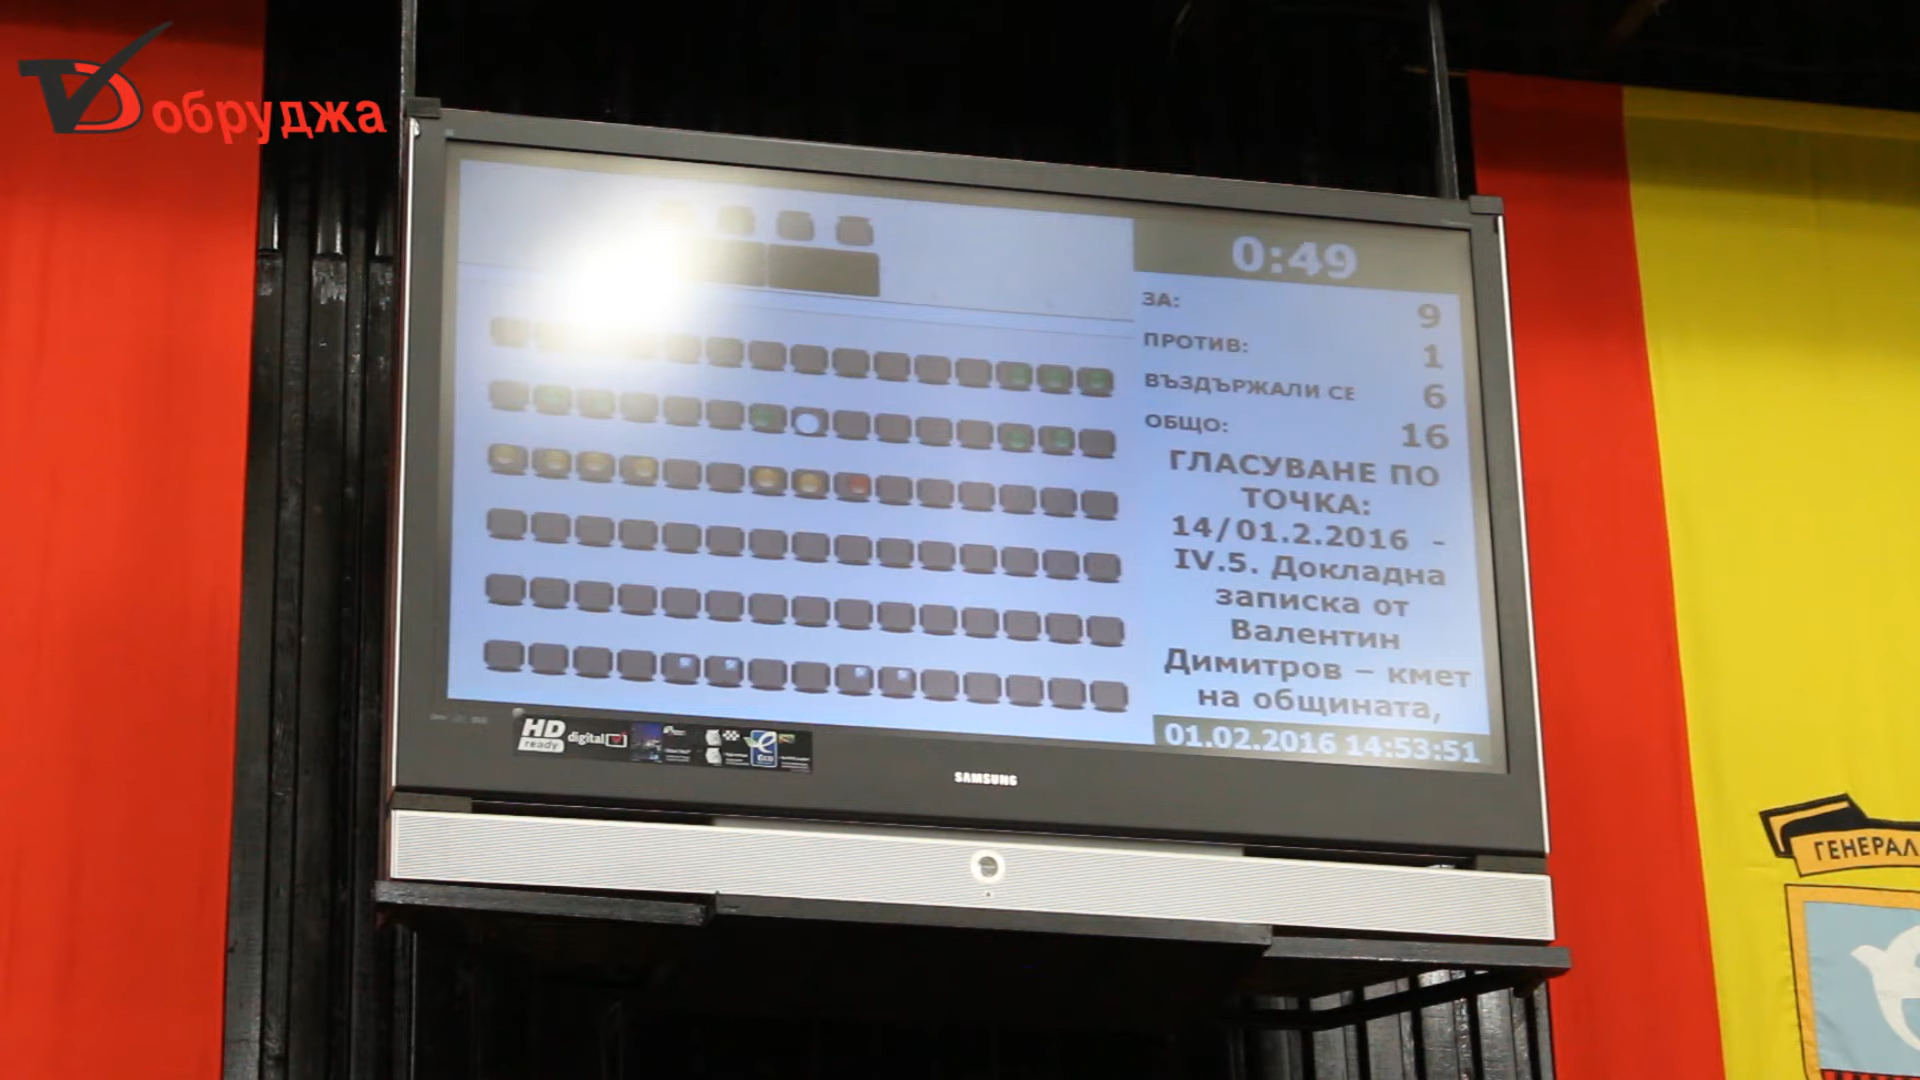 TV Добруджа
0:49
ЗА: 9
ПРОТИВ: 1
ВЪЗДЪРЖАЛИ СЕ 6
ОБЩО: 16
ГЛАСУВАНЕ ПО
ТОЧКА:
14/01.2.2016 -
IV.5. Докладна
записка от
Валентин
Димитров – кмет
на общината,
01.02.2016 14:53:51
HD
ready
digital
SAMSUNG
ГЕНЕРАЛ